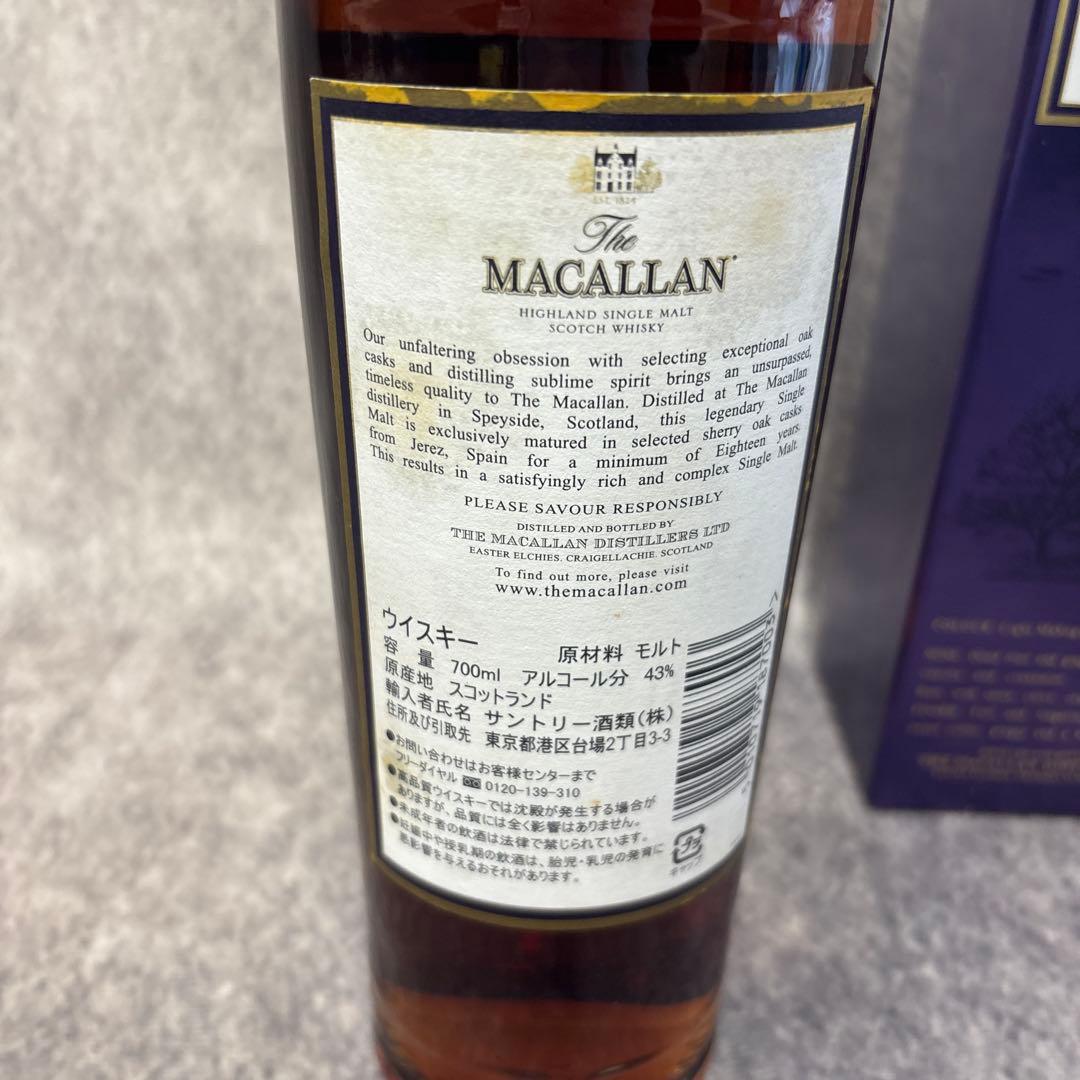 EST. 1824
The
MACALLAN
HIGHLAND SINGLE MALT
SCOTCH WHISKY
Our unfaltering obsession with selecting exceptional oak
casks and distilling sublime spirit brings an unsurpassed,
timeless quality to The Macallan. Distilled at The Macallan
distillery in Speyside, Scotland, this legendary Single
Malt is exclusively matured in selected sherry oak casks
from Jerez, Spain for a minimum of Eighteen years.
This results in a satisfyingly rich and complex Single Malt.
PLEASE SAVOUR RESPONSIBLY
DISTILLED AND BOTTLED BY
THE MACALLAN DISTILLERS LTD
EASTER ELCHIES. CRAIGELLACHIE. SCOTLAND
To find out more, please visit
www.themacallan.com
ウイスキー 原材料 モルト
容量 700ml アルコール分 43%
原産地 スコットランド
輸入者氏名 サントリー酒類(株)
住所及び引取先 東京都港区台場2丁目3-3
●お問い合わせはお客様センターまで
フリーダイヤル 0120-139-310
●高品質ウイスキーでは沈殿が発生する場合が
ありますが、品質には全く影響はありません。
●未成年者の飲酒は法律で禁じられています。
●妊娠中や授乳期の飲酒は、胎児・乳児の発育に
悪影響を与えるおそれがあります。
キャップ